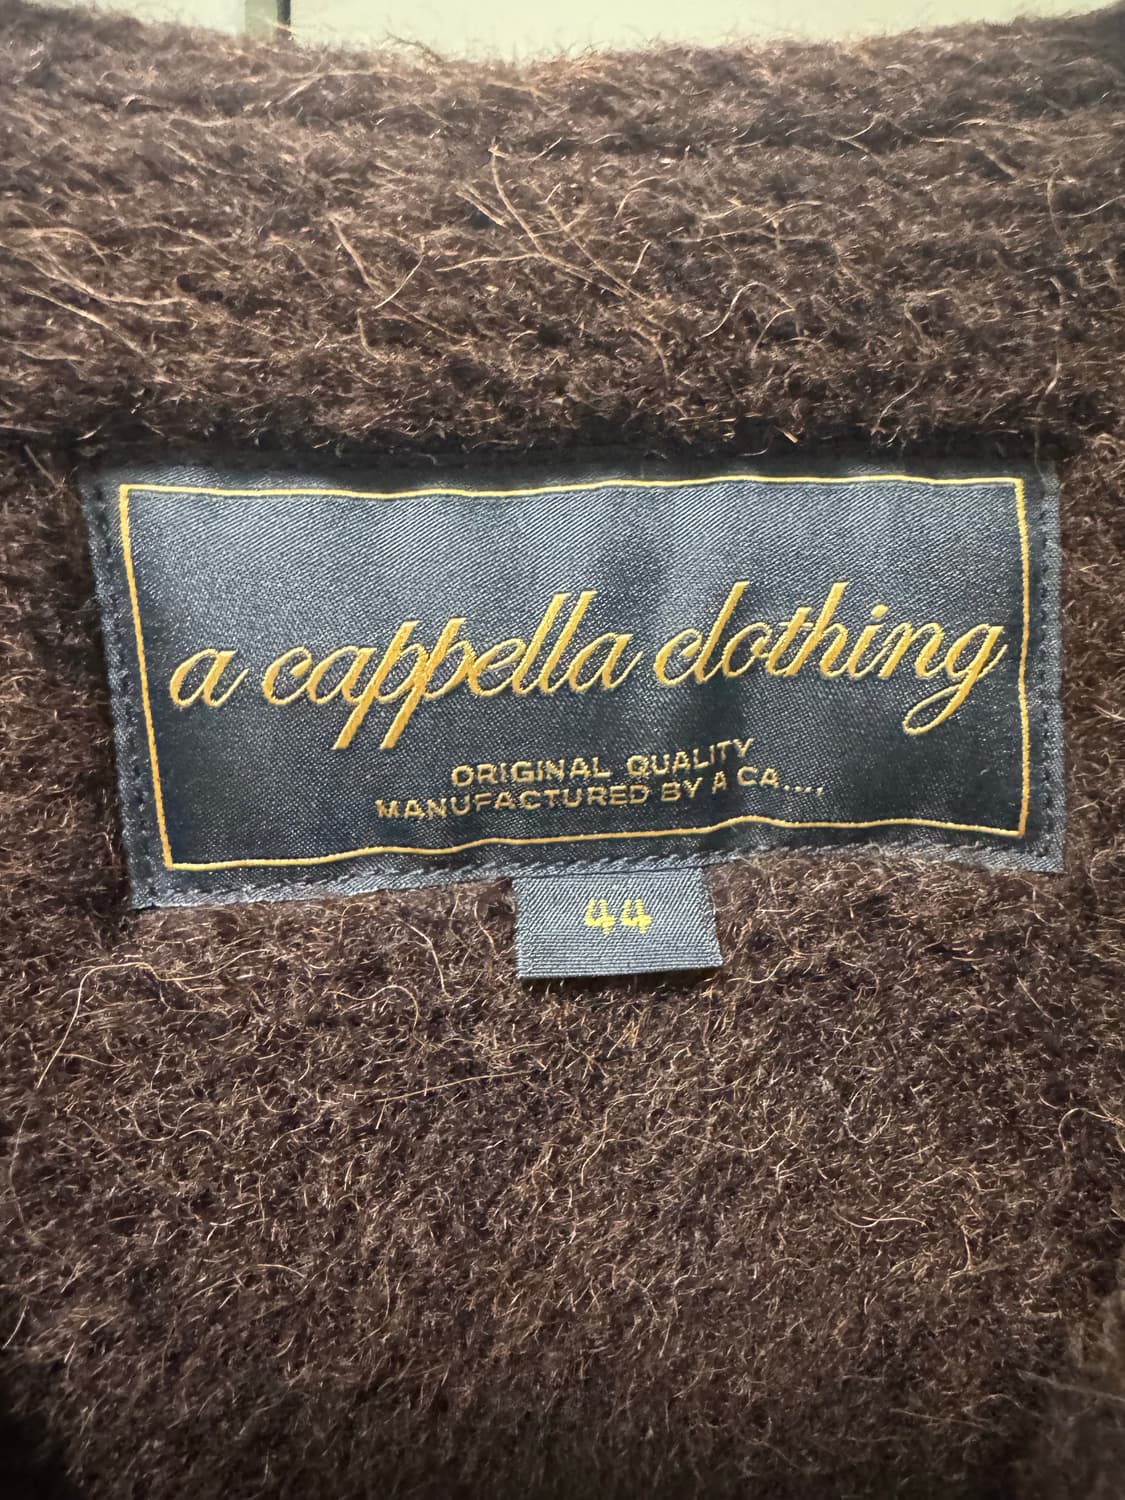 a cappella clothing
ORIGINAL QUALITY
MANUFACTURED BY A CA....,
44